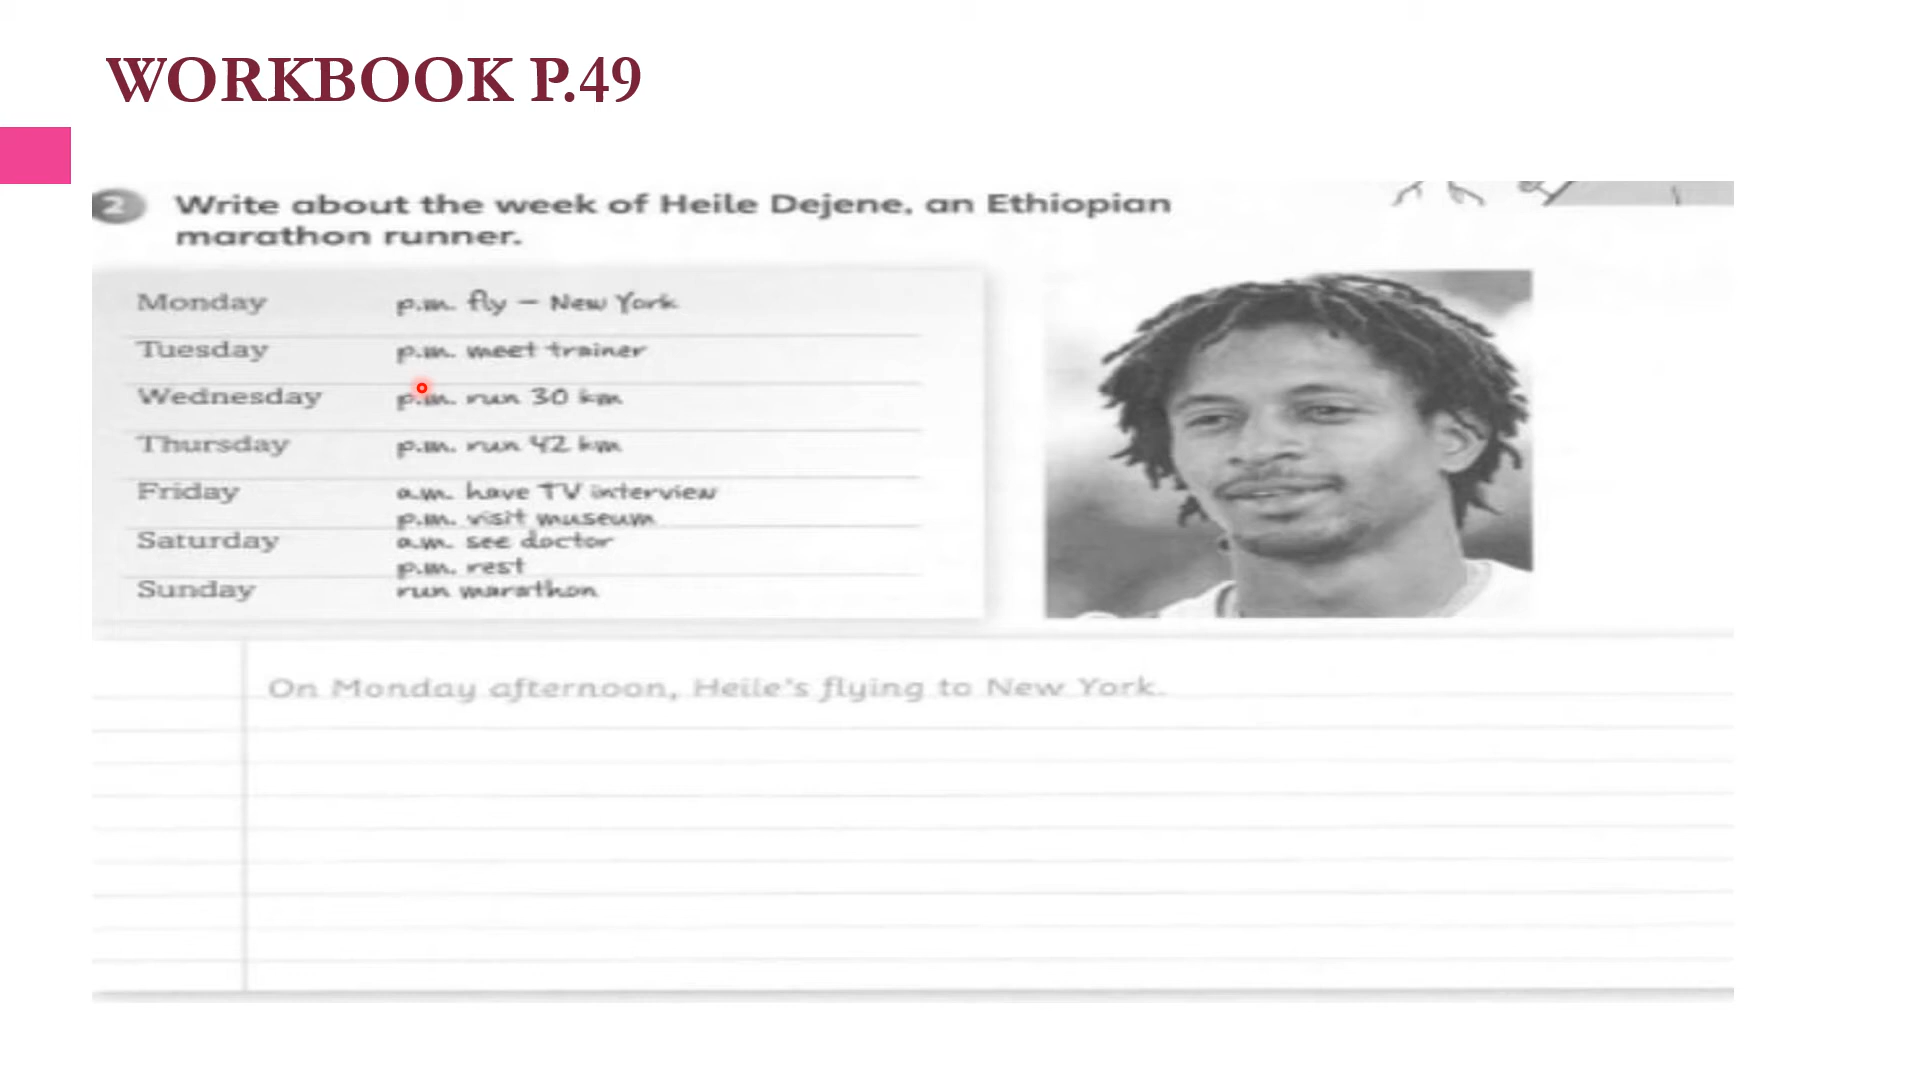 WORKBOOK P.49
2 Write about the week of Heile Dejene, an Ethiopian
marathon runner.
Monday p.m. fly – New York
Tuesday p.m. meet trainer
Wednesday p.m. run 30 km
Thursday p.m. run 42 km
Friday a.m. have TV interview
p.m. visit museum
Saturday a.m. see doctor
p.m. rest
Sunday run marathon
On Monday afternoon, Heile's flying to New York.